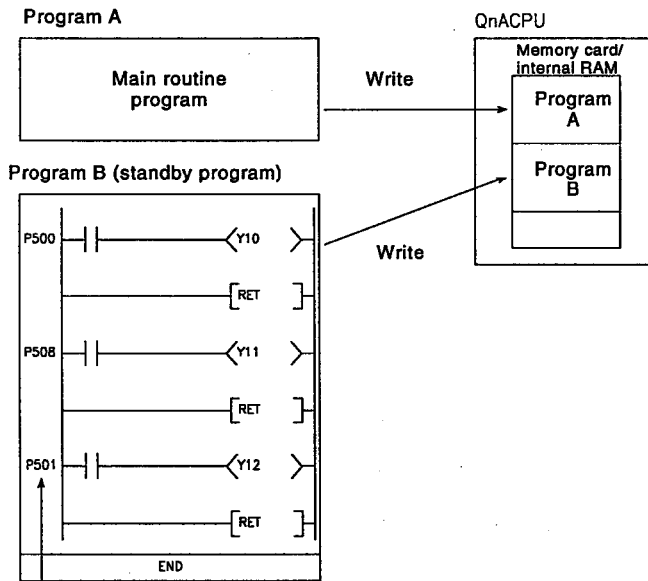 Program A
QnACPU
Main routine
program
Write
Memory card/
internal RAM
Program
A
Program
B
Program B (standby program)
P500
Y10
Write
RET
P508
Y11
RET
P501
Y12
RET
END